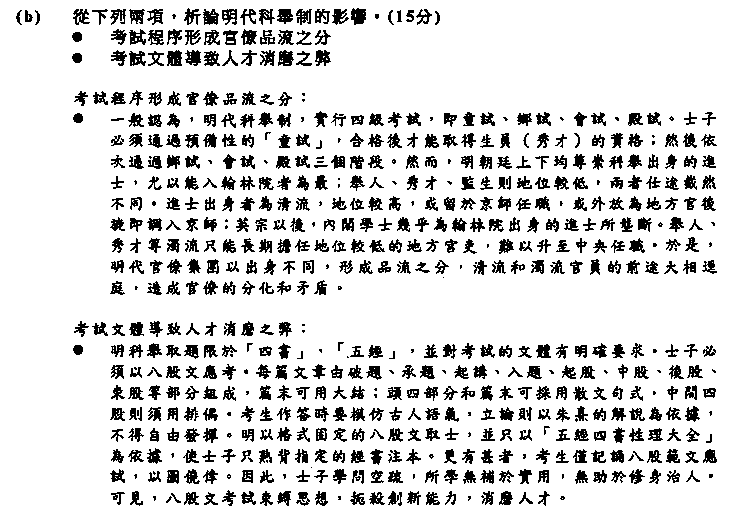 (b) 從下列兩項，析論明代科舉制的影響。(15分)
● 考試程序形成官僚品流之分
● 考試文體導致人才消磨之弊
考試程序形成官僚品流之分：
● 一般認為，明代科舉制，實行四級考試，即童試、鄉試、會試、殿試。士子
必須通過預備性的「童試」，合格後才能取得生員（秀才）的資格；然後依
次通過鄉試、會試、殿試三個階段。然而，明朝廷上下均尊崇科舉出身的進
士，尤以能入翰林院者為最；舉人、秀才、監生則地位較低，兩者仕途截然
不同。進士出身者為清流，地位較高，或留於京師任職，或外放為地方官後
旋即調入京師；英宗以後，內閣學士幾乎為翰林院出身的進士所壟斷。舉人、
秀才等濁流只能長期擔任地位較低的地方官吏，難以升至中央任職。於是，
明代官僚集團以出身不同，形成品流之分，清流和濁流官員的前途大相逕
庭，造成官僚的分化和矛盾。
考試文體導致人才消磨之弊：
● 明科舉取題限於「四書」、「五經」，並對考試的文體有明確要求。士子必
須以八股文應考。每篇文章由破題、承題、起講、入題、起股、中股、後股、
束股等部分組成，篇末可用大結；頭四部分和篇末可採用散文句式，中間四
股則須用排偶。考生作答時要模仿古人語氣，立論則以朱熹的解說為依據，
不得自由發揮。明以格式固定的八股文取士，並只以「五經四書性理大全」
為依據，使士子只熟背指定的經書注本。更有甚者，考生僅記誦八股範文應
試，以圖僥倖。因此，士子學問空疏，所學無補於實用，無助於修身治人。
可見，八股文考試束縛思想，扼殺創新能力，消磨人才。